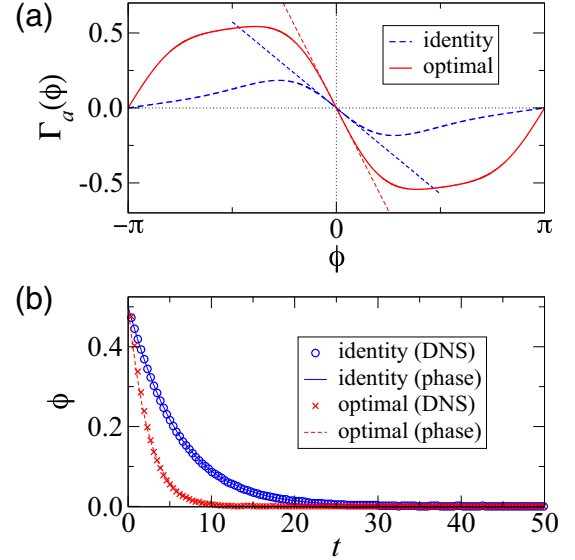 (a)
0.5
0.0
-0.5
Γa(ϕ)
identity
optimal
−π
0
π
ϕ
(b)
0.4
0.2
0.0
ϕ
identity (DNS)
identity (phase)
optimal (DNS)
optimal (phase)
0
10
20
30
40
50
t